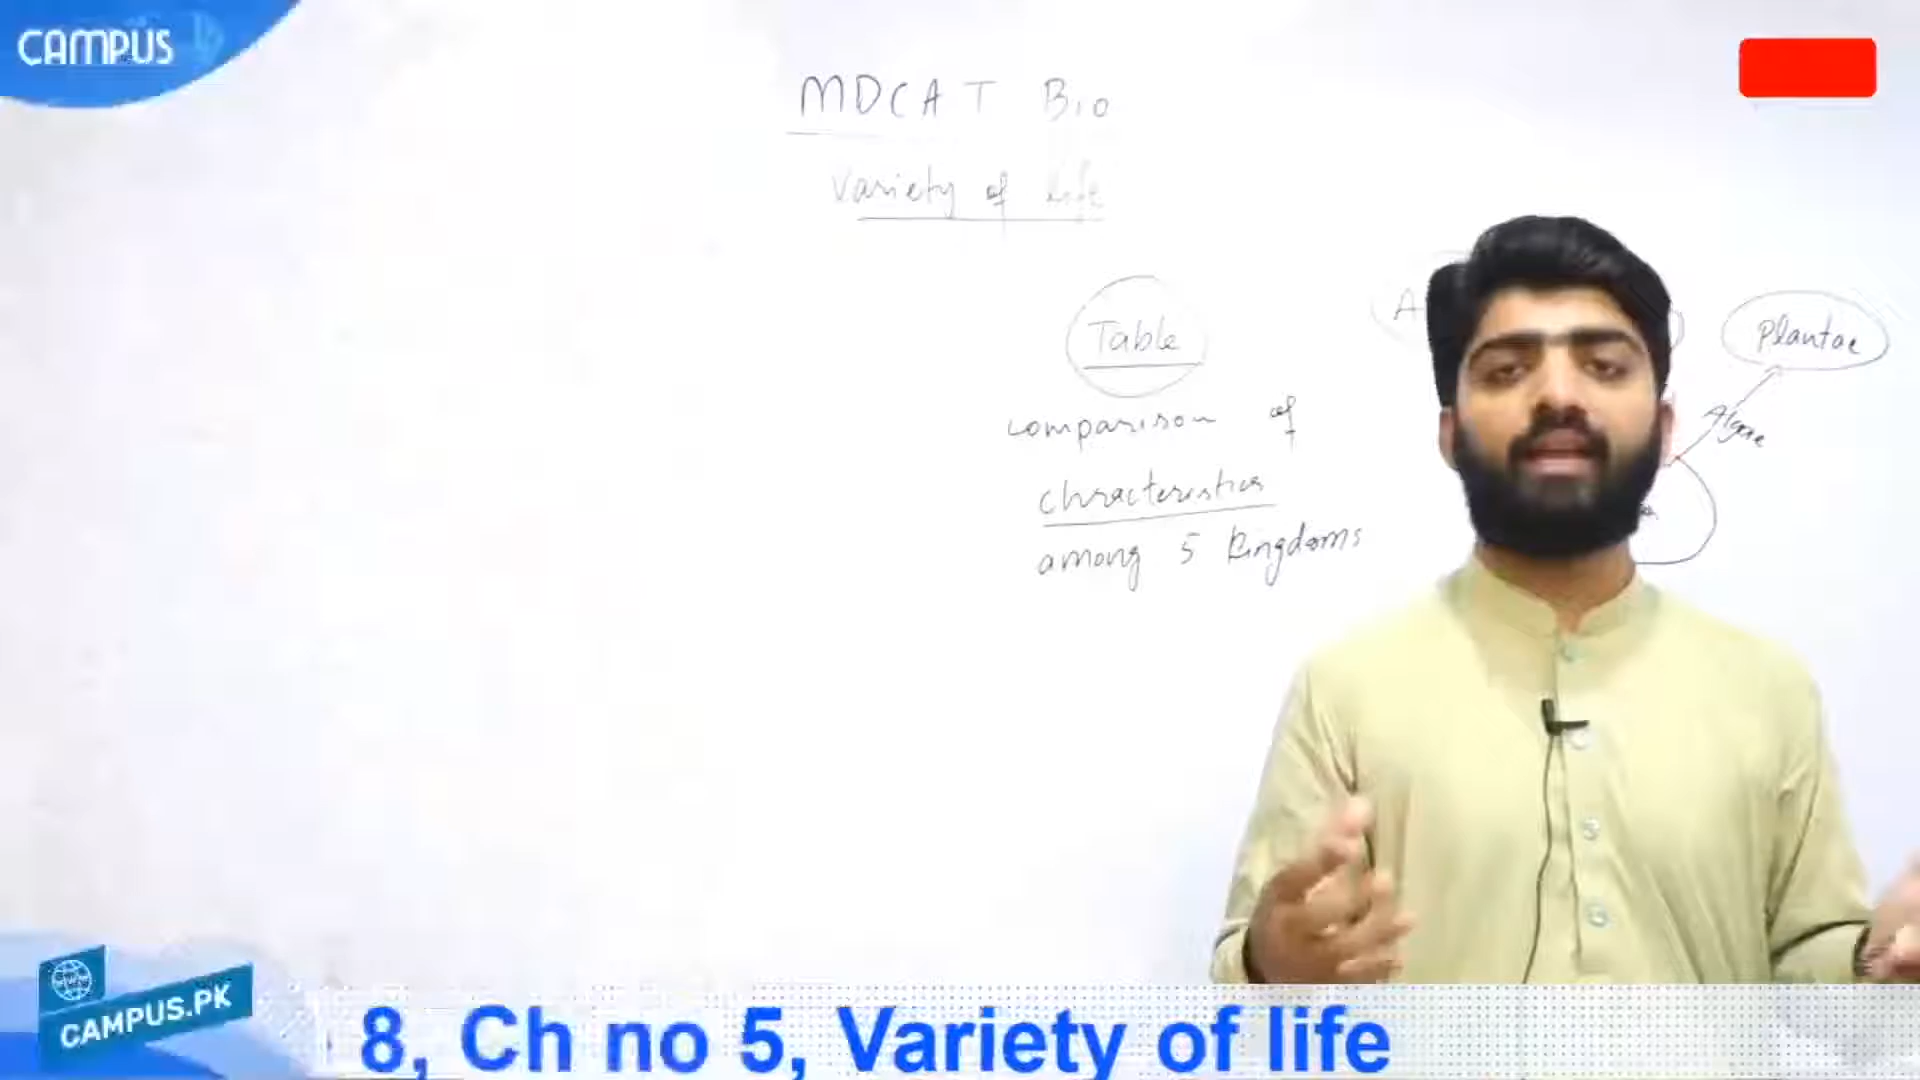 CAMPUS
MDCAT Bio
Variety of life
Table
Plantae
Algae
comparison of
chracteristics
among 5 kingdoms
CAMPUS.PK
8, Ch no 5, Variety of life